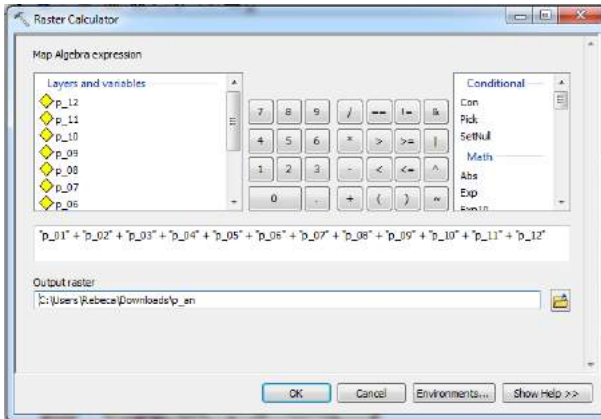 Raster Calculator
Map Algebra expression
Layers and variables
p_12
p_11
p_10
p_09
p_08
p_07
p_06
7 8 9 / == != &
4 5 6 * > >= |
1 2 3 - < <= ^
0 . + ( ) ~
Conditional
Con
Pick
SetNull
Math
Abs
Exp
Exp10
"p_01" + "p_02" + "p_03" + "p_04" + "p_05" + "p_06" + "p_07" + "p_08" + "p_09" + "p_10" + "p_11" + "p_12"
Output raster
C:\Users\Rebeca\Downloads\p_an
OK Cancel Environments... Show Help >>